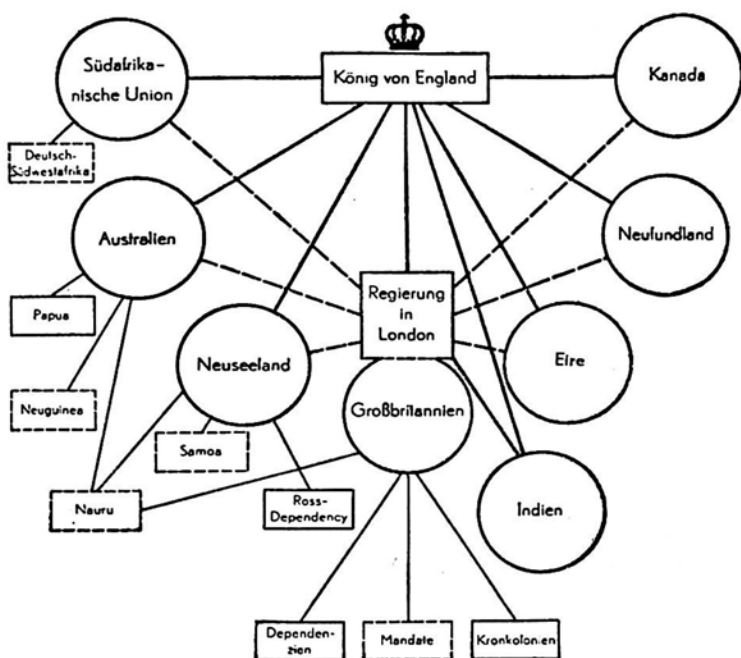 Südafrika-
nische Union
König von England
Kanada
Deutsch-
Südwestafrika
Australien
Neufundland
Regierung
in
London
Papua
Neuseeland
Eire
Neuguinea
Großbritannien
Samoa
Nauru
Ross-
Dependency
Indien
Dependen-
zien
Mandate
Kronkolonien